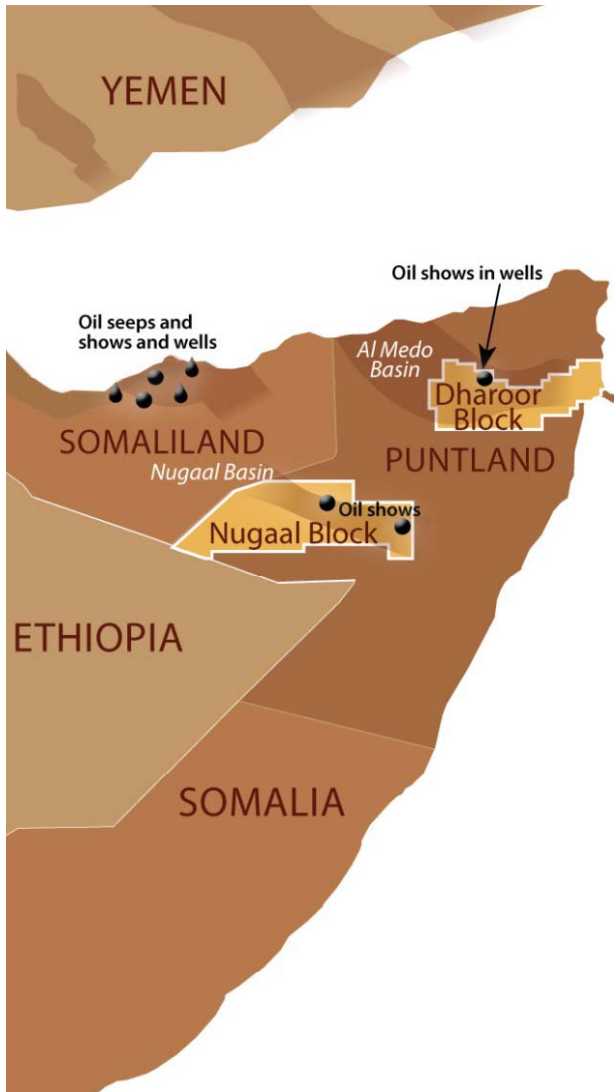 YEMEN
Oil shows in wells
Oil seeps and
shows and wells
Al Medo
Basin
Dharoor
Block
SOMALILAND
PUNTLAND
Nugaal Basin
Oil shows
Nugaal Block
ETHIOPIA
SOMALIA